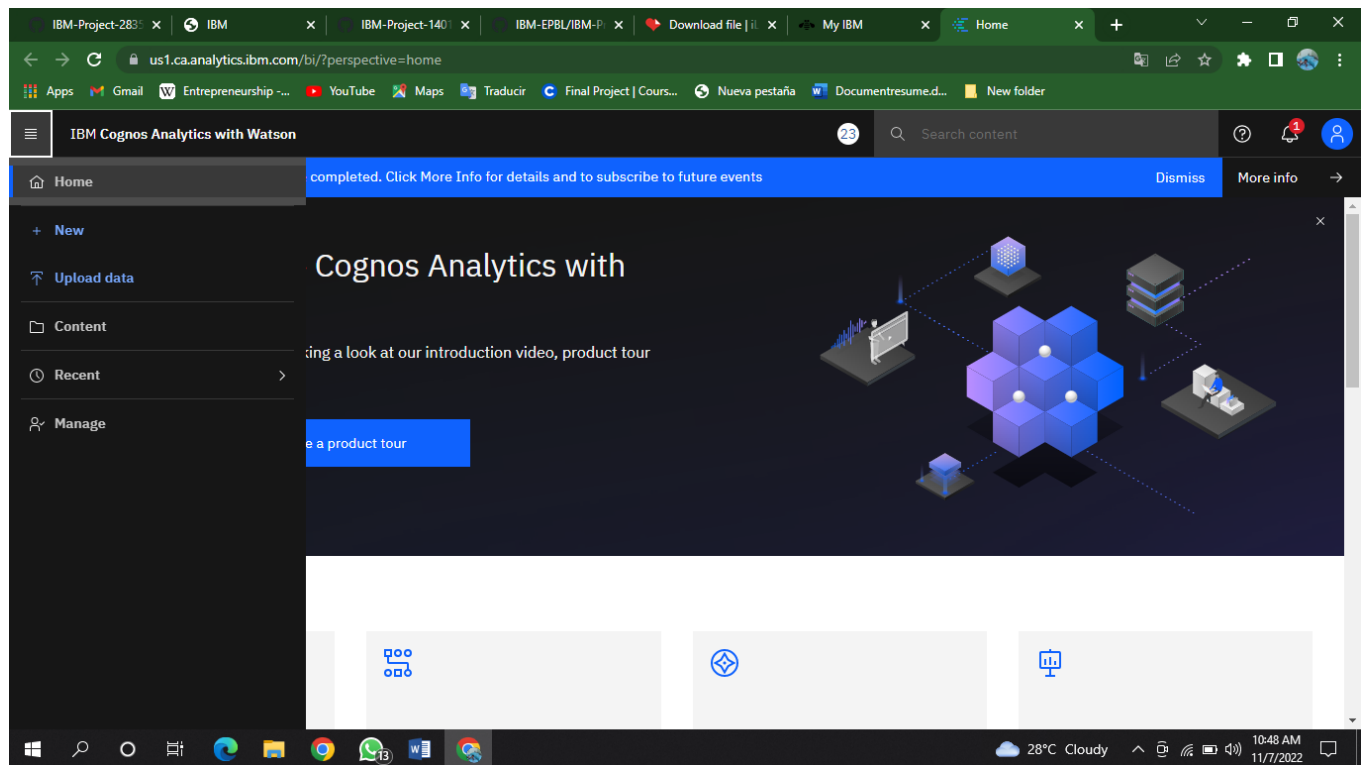 IBM-Project-2835
IBM
IBM-Project-1401
IBM-EPBL/IBM-Pr
Download file | iL
My IBM
Home
us1.ca.analytics.ibm.com/bi/?perspective=home
Apps
Gmail
Entrepreneurship -...
YouTube
Maps
Traducir
Final Project | Cours...
Nueva pestaña
Documentresume.d...
New folder
IBM Cognos Analytics with Watson
23
Search content
1
Home
completed. Click More Info for details and to subscribe to future events
Dismiss
More info
New
Upload data
Content
Recent
Manage
Cognos Analytics with
king a look at our introduction video, product tour
e a product tour
13
28°C Cloudy
10:48 AM
11/7/2022